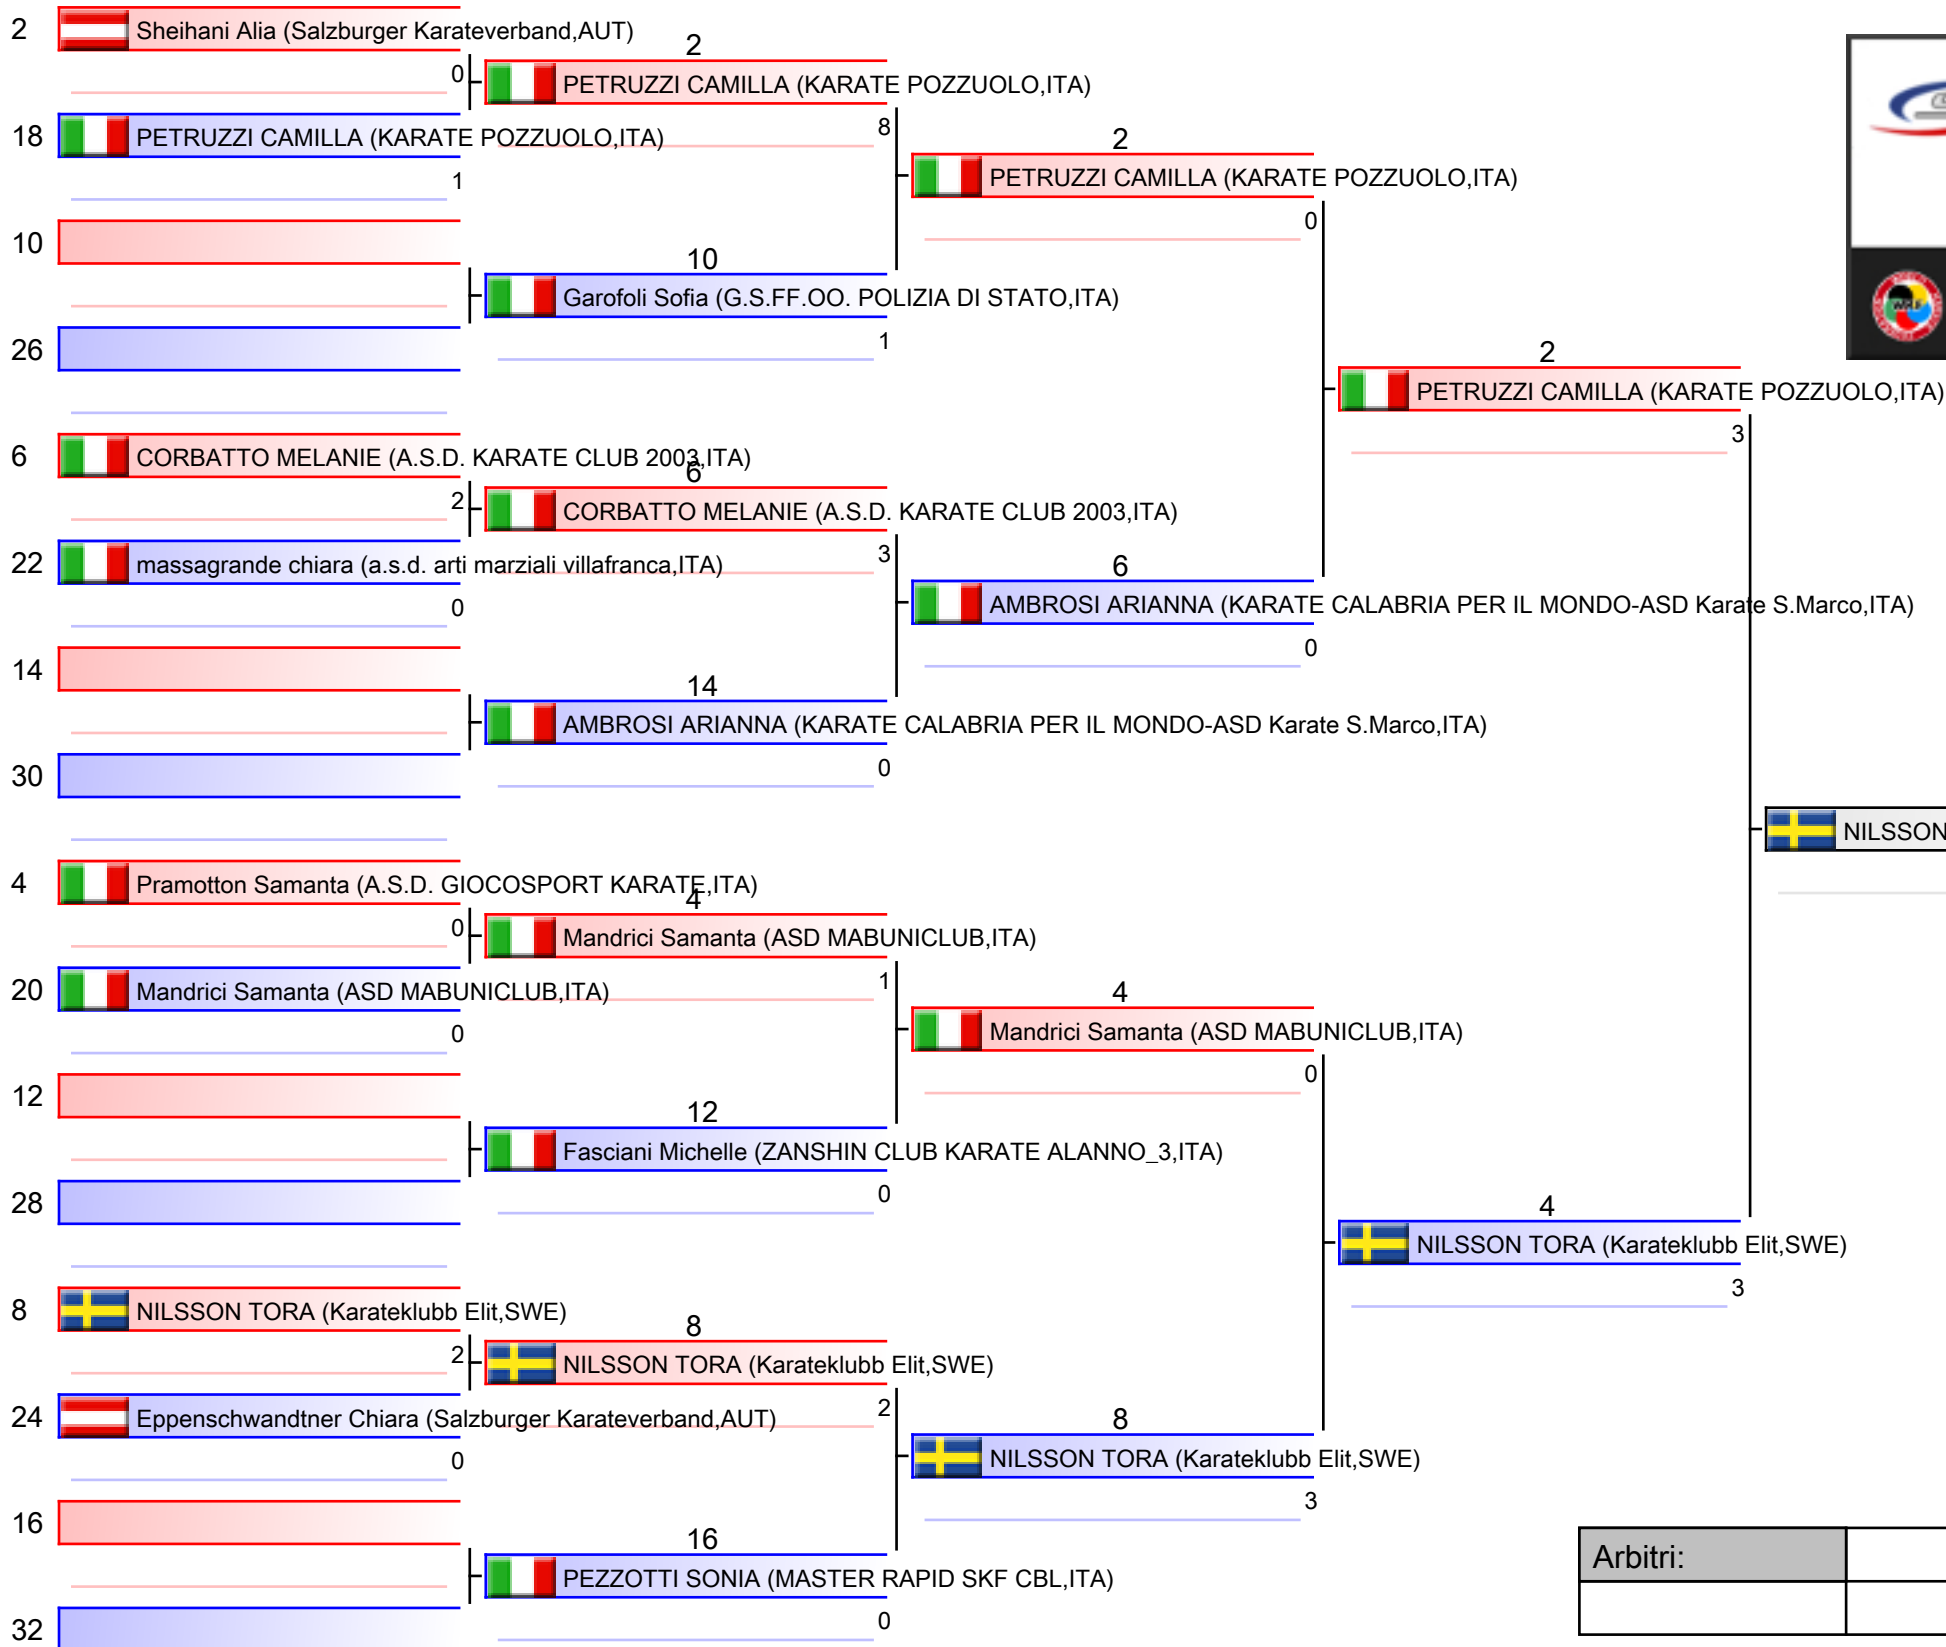 2 Sheihani Alia (Salzburger Karateverband,AUT)
2
0 PETRUZZI CAMILLA (KARATE POZZUOLO,ITA)
18 PETRUZZI CAMILLA (KARATE POZZUOLO,ITA)
8
2
1 PETRUZZI CAMILLA (KARATE POZZUOLO,ITA)
0
10
10
Garofoli Sofia (G.S.FF.OO. POLIZIA DI STATO,ITA)
26
1
2
PETRUZZI CAMILLA (KARATE POZZUOLO,ITA)
3
6 CORBATTO MELANIE (A.S.D. KARATE CLUB 2003,ITA)
6
2 CORBATTO MELANIE (A.S.D. KARATE CLUB 2003,ITA)
22 massagrande chiara (a.s.d. arti marziali villafranca,ITA)
3
6
0 AMBROSI ARIANNA (KARATE CALABRIA PER IL MONDO-ASD Karate S.Marco,ITA)
0
14
14
AMBROSI ARIANNA (KARATE CALABRIA PER IL MONDO-ASD Karate S.Marco,ITA)
30
0
NILSSON
4 Pramotton Samanta (A.S.D. GIOCOSPORT KARATE,ITA)
4
0 Mandrici Samanta (ASD MABUNICLUB,ITA)
20 Mandrici Samanta (ASD MABUNICLUB,ITA)
1
4
0 Mandrici Samanta (ASD MABUNICLUB,ITA)
0
12
12
Fasciani Michelle (ZANSHIN CLUB KARATE ALANNO_3,ITA)
28
0
4
NILSSON TORA (Karateklubb Elit,SWE)
3
8 NILSSON TORA (Karateklubb Elit,SWE)
8
2 NILSSON TORA (Karateklubb Elit,SWE)
24 Eppenschwandtner Chiara (Salzburger Karateverband,AUT)
2
8
0 NILSSON TORA (Karateklubb Elit,SWE)
3
16
16
PEZZOTTI SONIA (MASTER RAPID SKF CBL,ITA)
32
0
Arbitri: